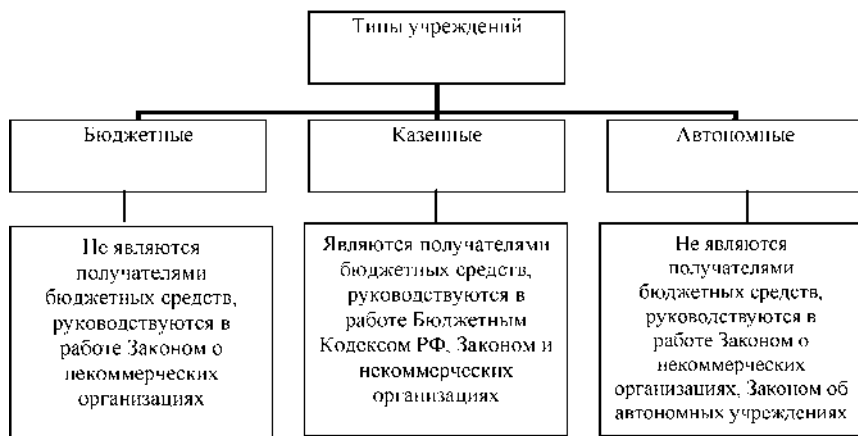 Типы учреждений
Бюджетные
Казенные
Автономные
Не являются
получателями
бюджетных средств,
руководствуются в
работе Законом о
некоммерческих
организациях
Являются получателями
бюджетных средств,
руководствуются в
работе Бюджетным
Кодексом РФ, Законом и
некоммерческих
организациях
Не являются
получателями
бюджетных средств,
руководствуются в
работе Законом о
некоммерческих
организациях, Законом об
автономных учреждениях